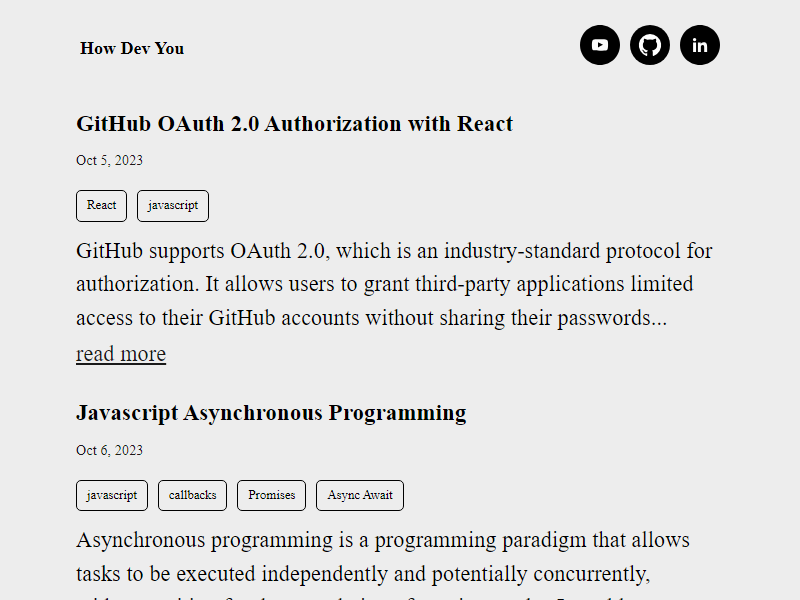 How Dev You
in
GitHub OAuth 2.0 Authorization with React
Oct 5, 2023
React javascript
GitHub supports OAuth 2.0, which is an industry-standard protocol for
authorization. It allows users to grant third-party applications limited
access to their GitHub accounts without sharing their passwords...
read more
Javascript Asynchronous Programming
Oct 6, 2023
javascript callbacks Promises Async Await
Asynchronous programming is a programming paradigm that allows
tasks to be executed independently and potentially concurrently,